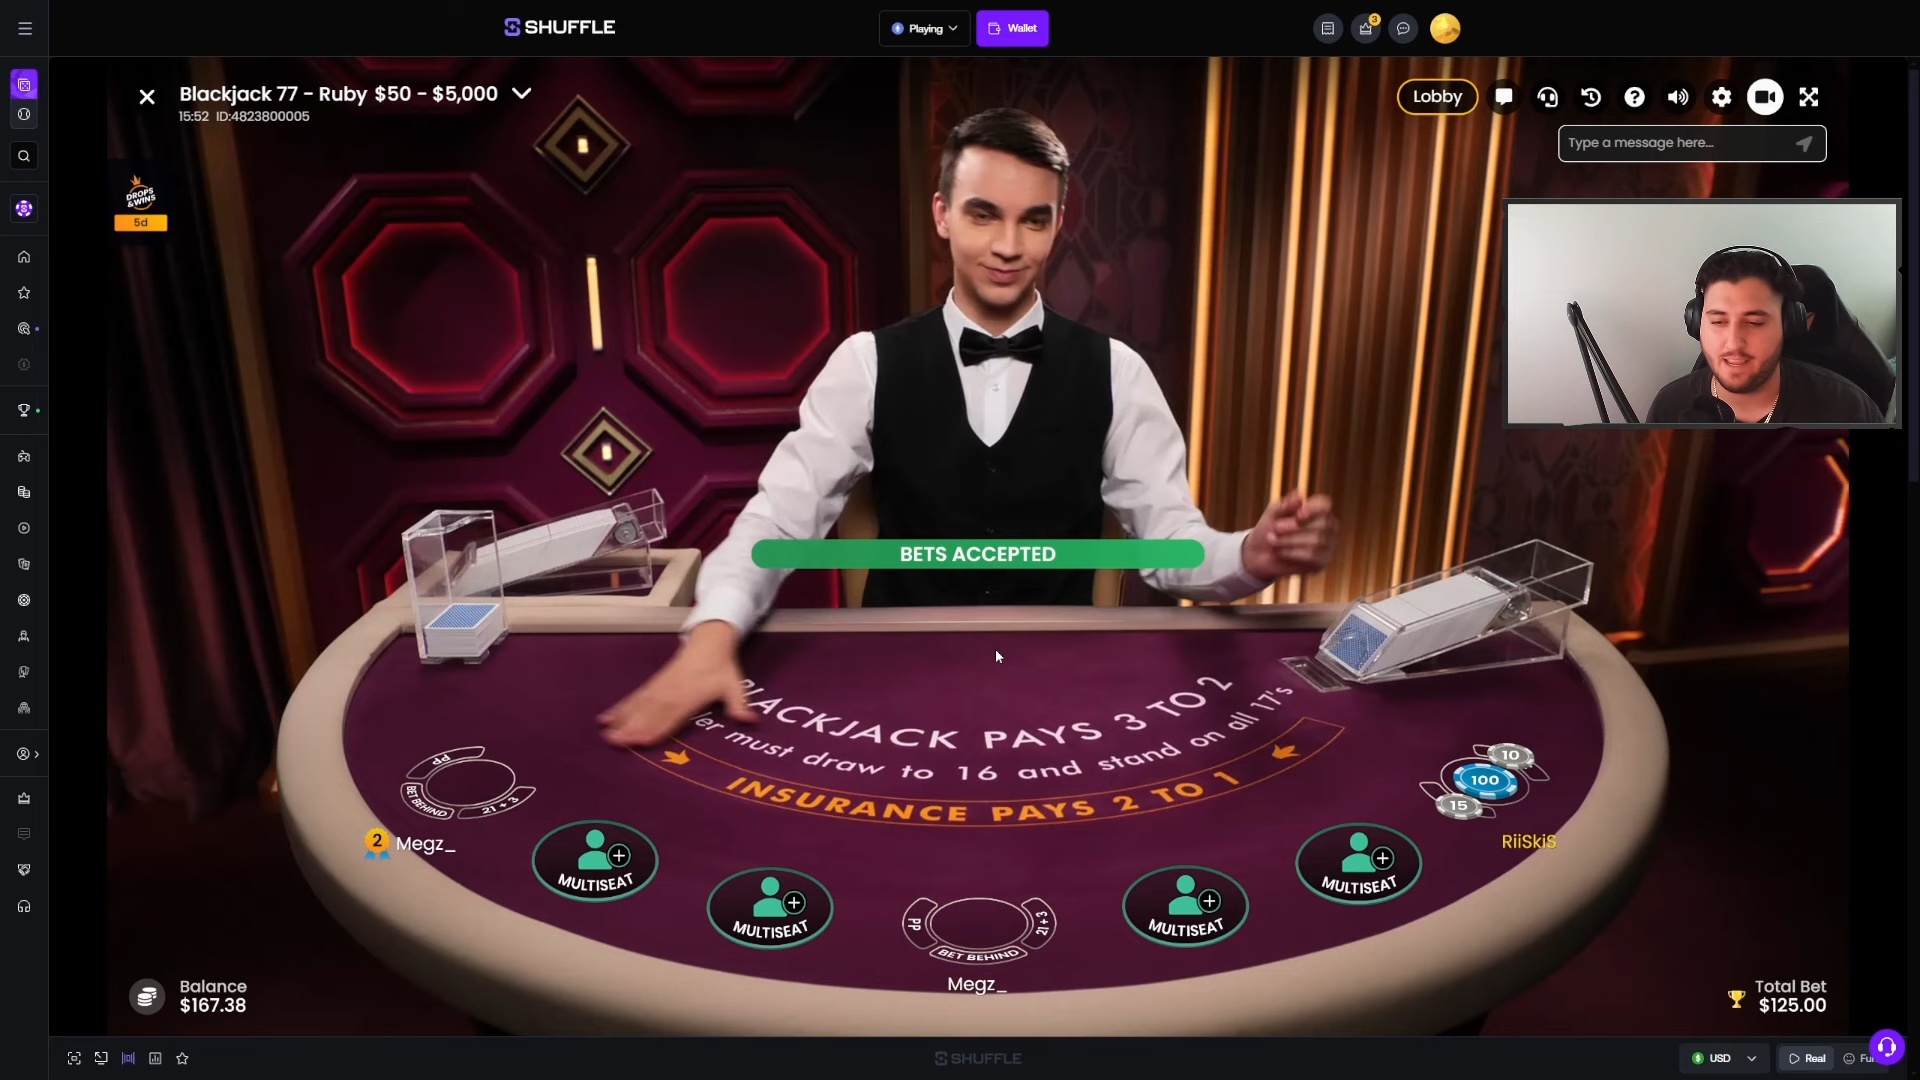 SHUFFLE
Playing
Wallet
3
Blackjack 77 - Ruby $50 - $5,000
15:52 ID:4823800005
Lobby
Type a message here...
DROPS
&WINS
5d
BETS ACCEPTED
BLACKJACK PAYS 3 TO 2
er must draw to 16 and stand on all 17's
INSURANCE PAYS 2 TO 1
PP
BET BEHIND
21+3
2 Megz_
MULTISEAT
MULTISEAT
PP
21+3
BET BEHIND
Megz_
MULTISEAT
MULTISEAT
10
100
15
RiiSkiS
Balance
$167.38
Total Bet
$125.00
SHUFFLE
USD
Real
Fu